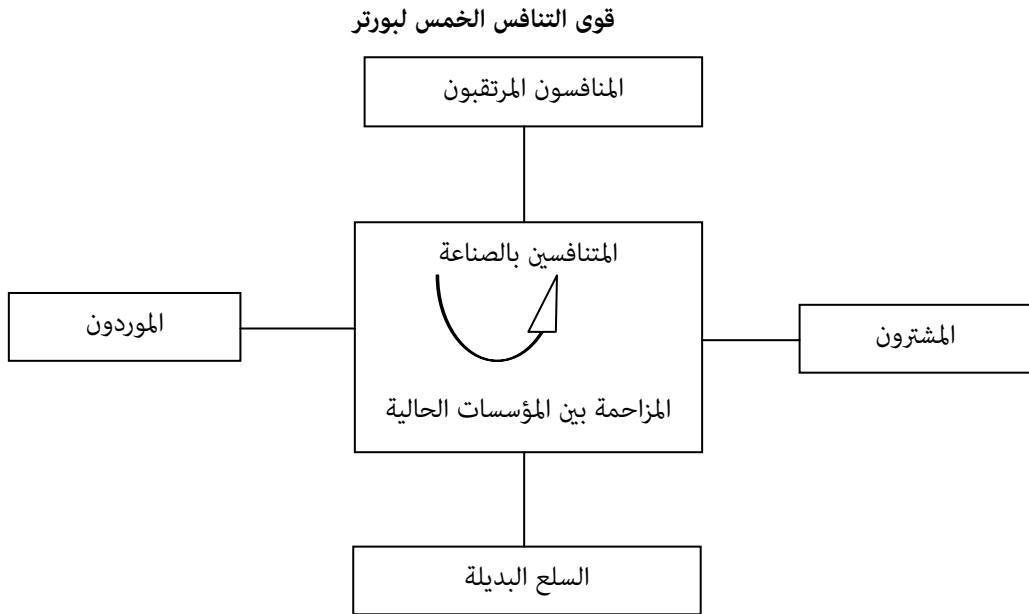 قوى التنافس الخمس لبورتر
المنافسون المرتقبون
المتنافسين بالصناعة
المشترون
الموردون
المزاحمة بين المؤسسات الحالية
السلع البديلة